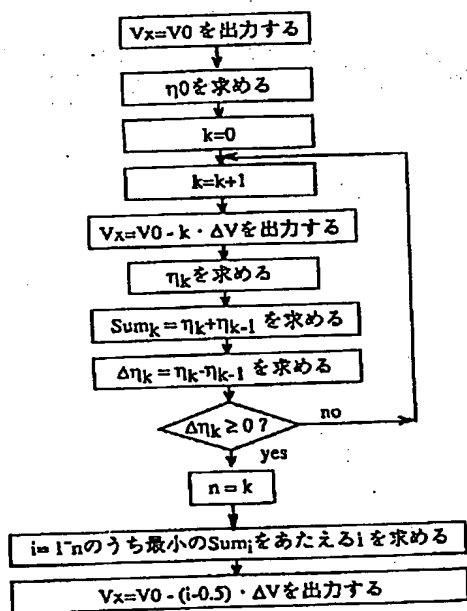 Vx=V0 を出力する
η0を求める
k=0
k=k+1
Vx=V0 - k・ΔVを出力する
ηkを求める
Sumk=ηk+ηk-1 を求める
Δηk=ηk-ηk-1 を求める
Δηk≥0?
no
yes
n=k
i=1~nのうち最小のSumiをあたえるiを求める
Vx=V0 - (i-0.5)・ΔVを出力する